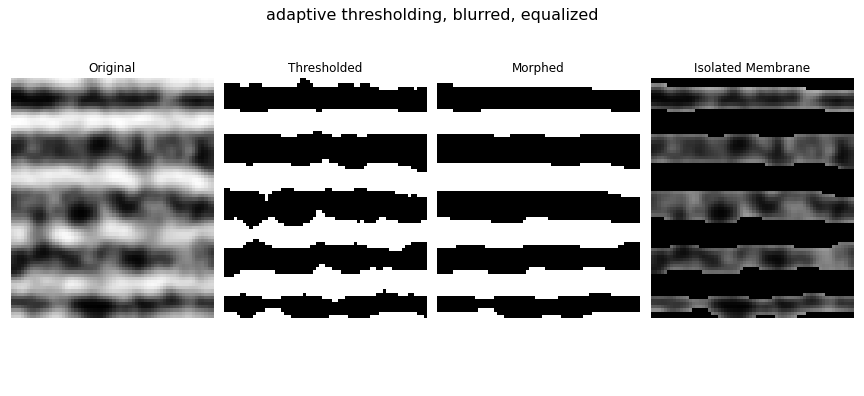 adaptive thresholding, blurred, equalized
Original
Thresholded
Morphed
Isolated Membrane